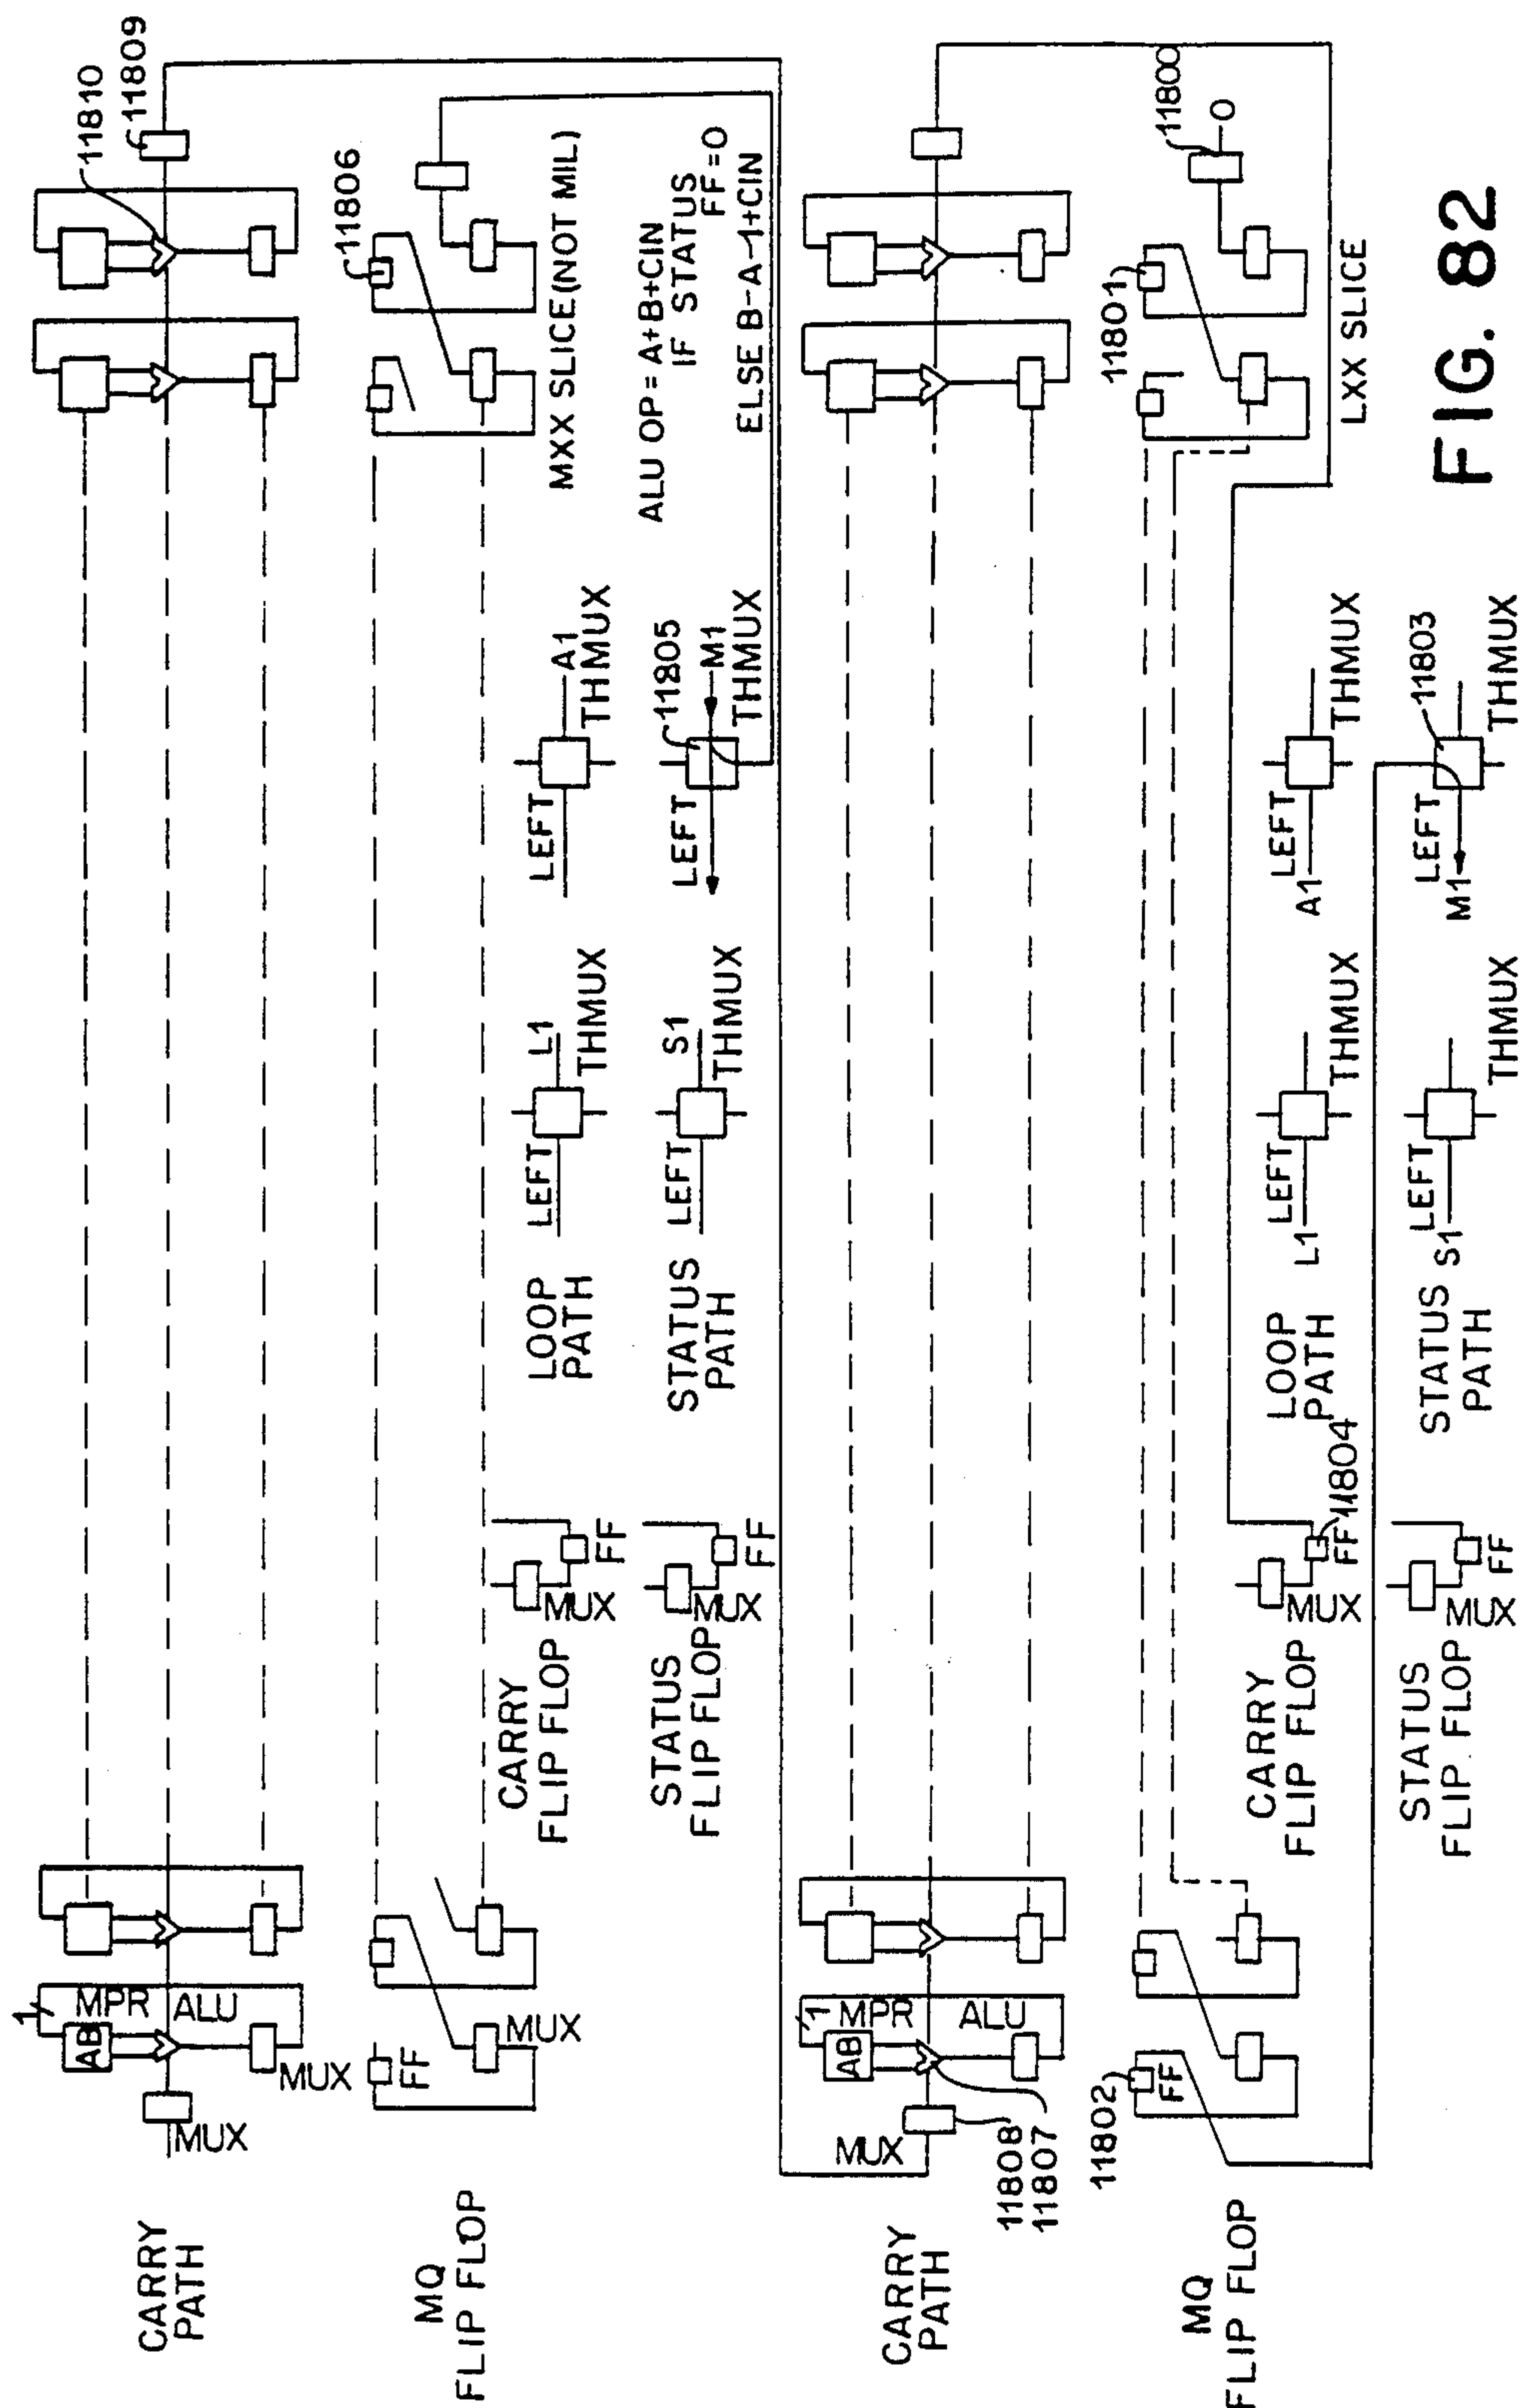 CARRY
PATH
MUX
1
MPR
ALU
AB
MUX
11810
11809
MQ
FLIP FLOP
FF
MUX
11806
MXX SLICE(NOT MIL)
CARRY
FLIP FLOP
MUX
FF
LOOP
PATH
LEFT
L1
THMUX
LEFT
A1
THMUX
ALU OP = A+B+CIN
IF STATUS
FF=0
ELSE B-A-1+CIN
STATUS
FLIP FLOP
MUX
FF
STATUS
PATH
LEFT
S1
THMUX
LEFT
11805
M1
THMUX
CARRY
PATH
MUX
1
MPR
ALU
AB
11808
11807
MQ
FLIP FLOP
11802
FF
11801
11800
0
LXX SLICE
CARRY
FLIP FLOP
MUX
FF
11804
LOOP
PATH
L1
LEFT
THMUX
A1
LEFT
THMUX
STATUS
FLIP FLOP
MUX
FF
STATUS
PATH
S1
LEFT
THMUX
M1
LEFT
11803
THMUX
FIG. 82